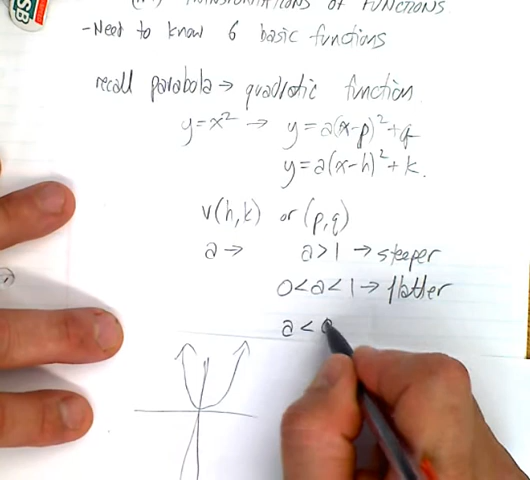 TRANSFORMATIONS OF FUNCTIONS
-Need to know 6 basic functions
recall parabola → quadratic function
y=x² → y=a(x-p)²+q
y=a(x-h)²+k.
v(h,k) or (p,q)
a → a>1 → steeper
0<a<1 → flatter
a<